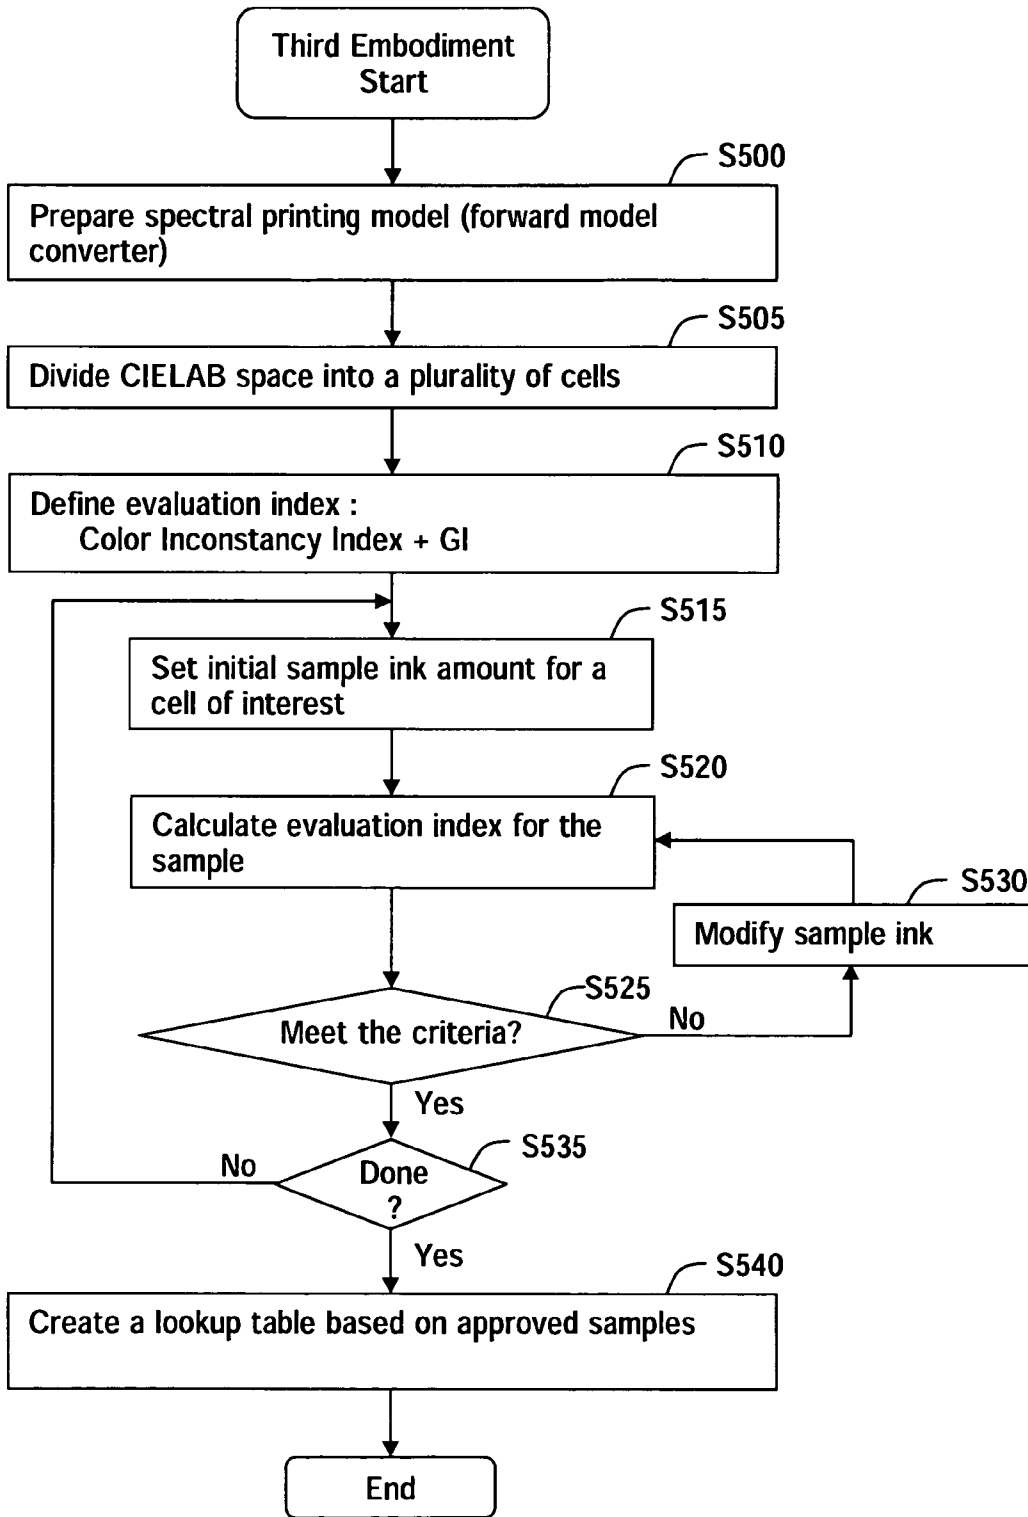 Third Embodiment
Start
S500
Prepare spectral printing model (forward model
converter)
S505
Divide CIELAB space into a plurality of cells
S510
Define evaluation index :
Color Inconstancy Index + GI
S515
Set initial sample ink amount for a
cell of interest
S520
Calculate evaluation index for the
sample
S530
Modify sample ink
S525
Meet the criteria?
No
Yes
S535
No
Done
?
Yes
S540
Create a lookup table based on approved samples
End